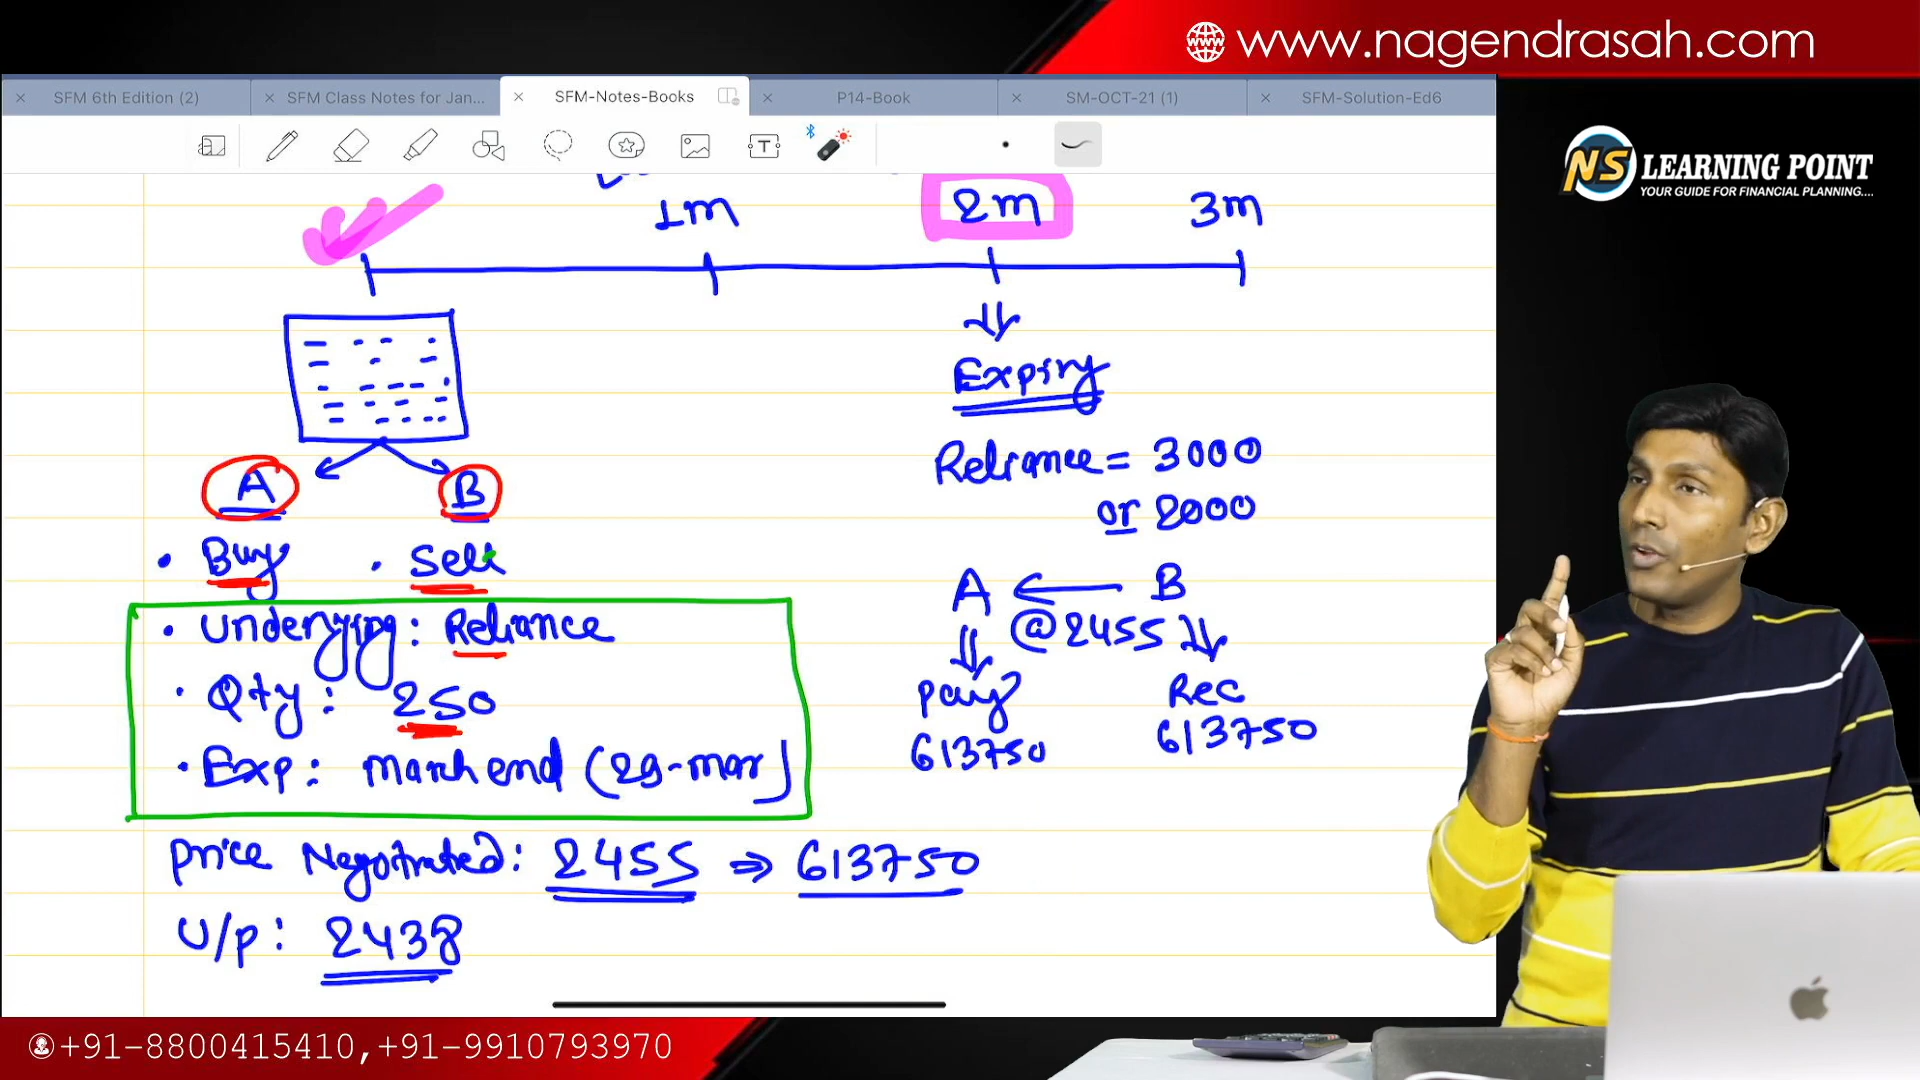 www.nagendrasah.com
SFM 6th Edition (2)
SFM Class Notes for Jan...
SFM-Notes-Books
P14-Book
SM-OCT-21 (1)
SFM-Solution-Ed6
NS LEARNING POINT
YOUR GUIDE FOR FINANCIAL PLANNING....
1m 2m 3m
Expiry
Reliance = 3000
or 2000
A B
• Buy • Sell
• Underlying: Reliance
• Qty: 250
• Exp: March end (29-mar)
A ← B
@2455
Pay Rec
613750 613750
Price Negotiated: 2455 ⇒ 613750
U/p: 2438
+91-8800415410,+91-9910793970